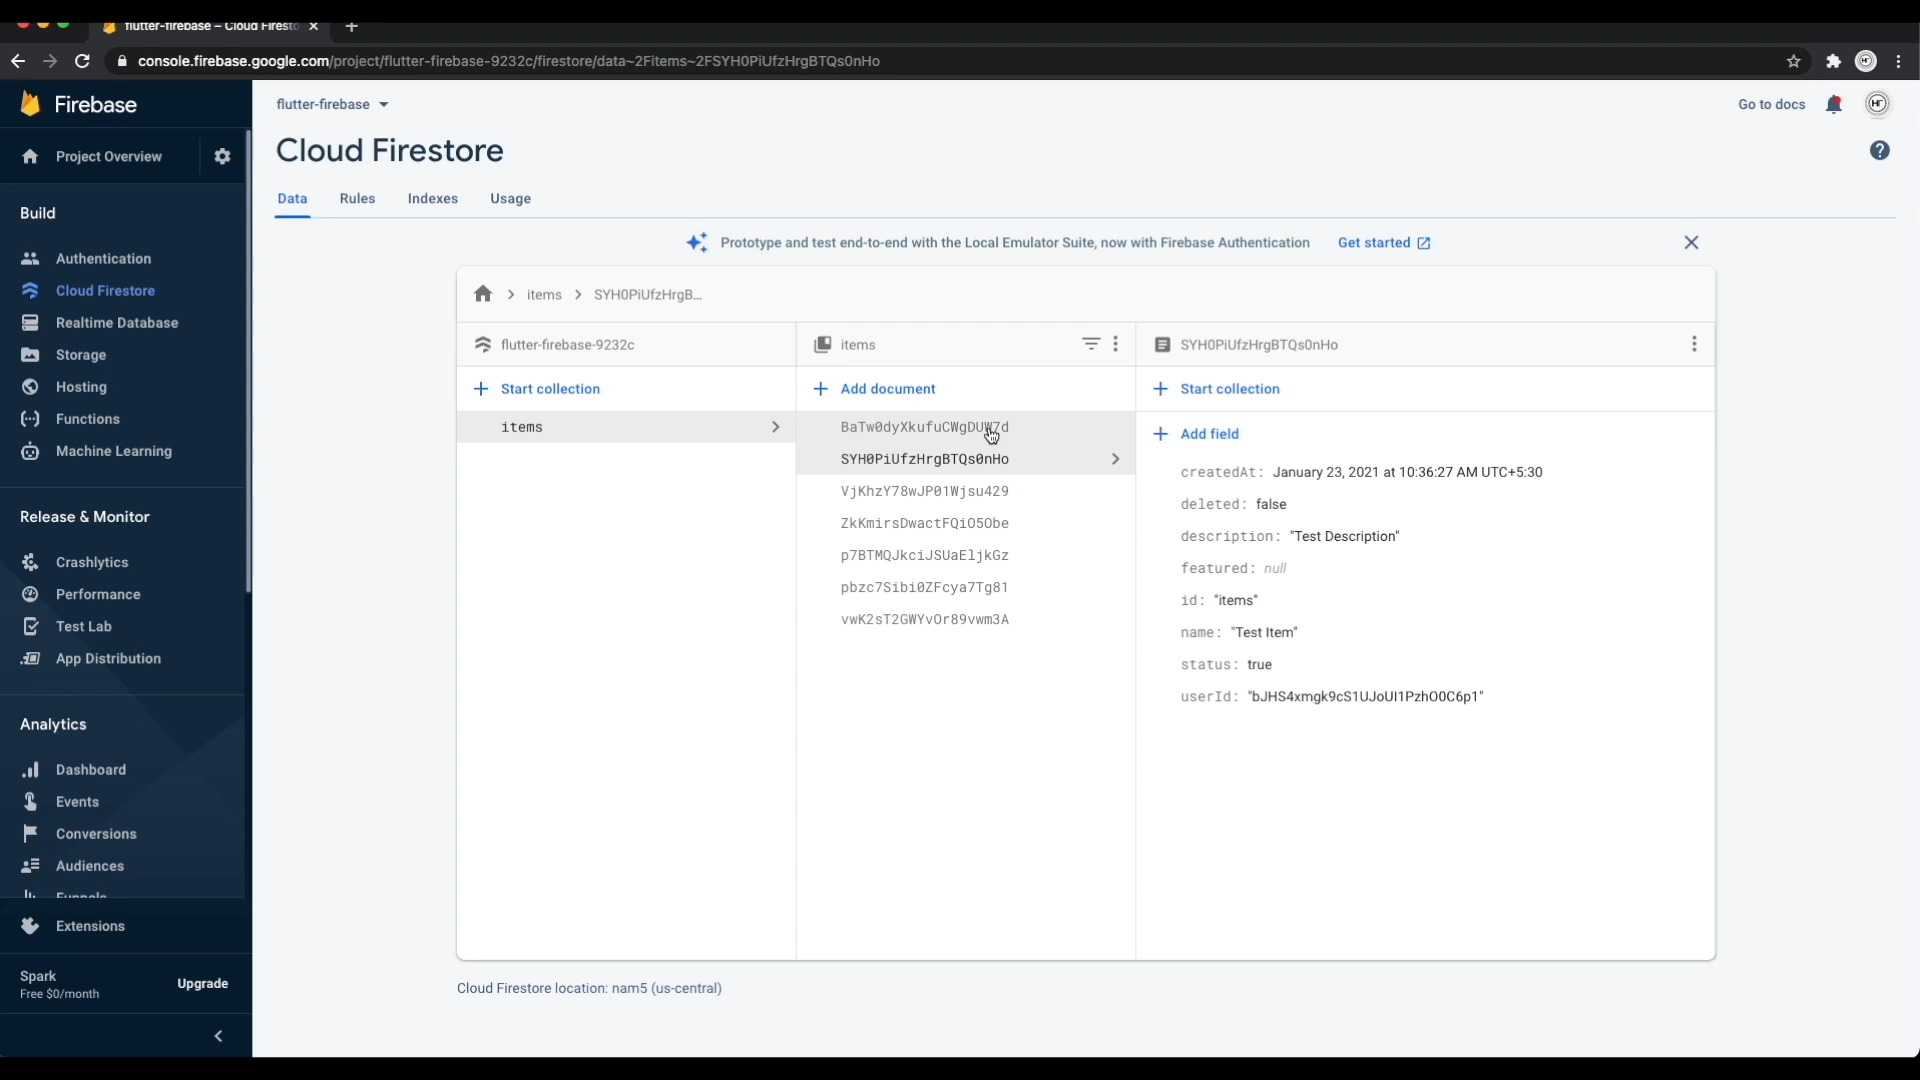 flutter-firebase – Cloud Firesto
console.firebase.google.com/project/flutter-firebase-9232c/firestore/data~2Fitems~2FSYH0PiUfzHrgBTQs0nHo
Firebase
Project Overview
Build
Authentication
Cloud Firestore
Realtime Database
Storage
Hosting
Functions
Machine Learning
Release & Monitor
Crashlytics
Performance
Test Lab
App Distribution
Analytics
Dashboard
Events
Conversions
Audiences
Funnels
Extensions
Spark
Free $0/month
Upgrade
flutter-firebase
Go to docs
HT
Cloud Firestore
Data Rules Indexes Usage
Prototype and test end-to-end with the Local Emulator Suite, now with Firebase Authentication Get started
items SYH0PiUfzHrgB...
flutter-firebase-9232c
Start collection
items
items
Add document
BaTw0dyXkufuCWgDUW7d
SYH0PiUfzHrgBTQs0nHo
VjKhzY78wJP01Wjsu429
ZkKmirsDwactFQiO5Obe
p7BTMQJkciJSUaEljkGz
pbzc7Sibi0ZFcya7Tg81
vwK2sT2GWYvOr89vwm3A
SYH0PiUfzHrgBTQs0nHo
Start collection
Add field
createdAt: January 23, 2021 at 10:36:27 AM UTC+5:30
deleted: false
description: "Test Description"
featured: null
id: "items"
name: "Test Item"
status: true
userId: "bJHS4xmgk9cS1UJoUI1PzhO0C6p1"
Cloud Firestore location: nam5 (us-central)